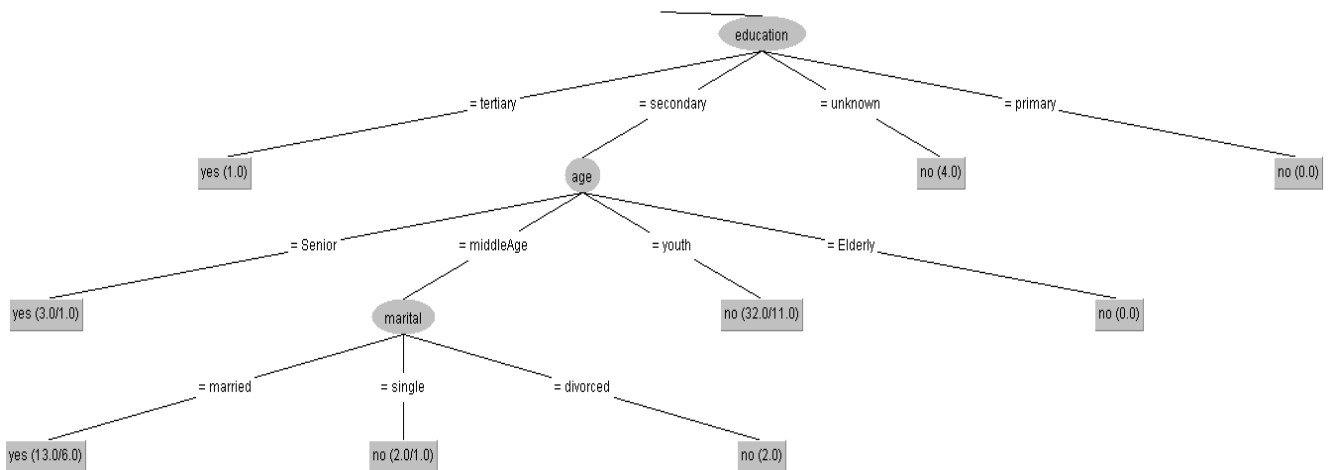 education
= tertiary
= secondary
= unknown
= primary
yes (1.0)
age
no (4.0)
no (0.0)
= Senior
= middleAge
= youth
= Elderly
yes (3.0/1.0)
marital
no (32.0/11.0)
no (0.0)
= married
= single
= divorced
yes (13.0/6.0)
no (2.0/1.0)
no (2.0)